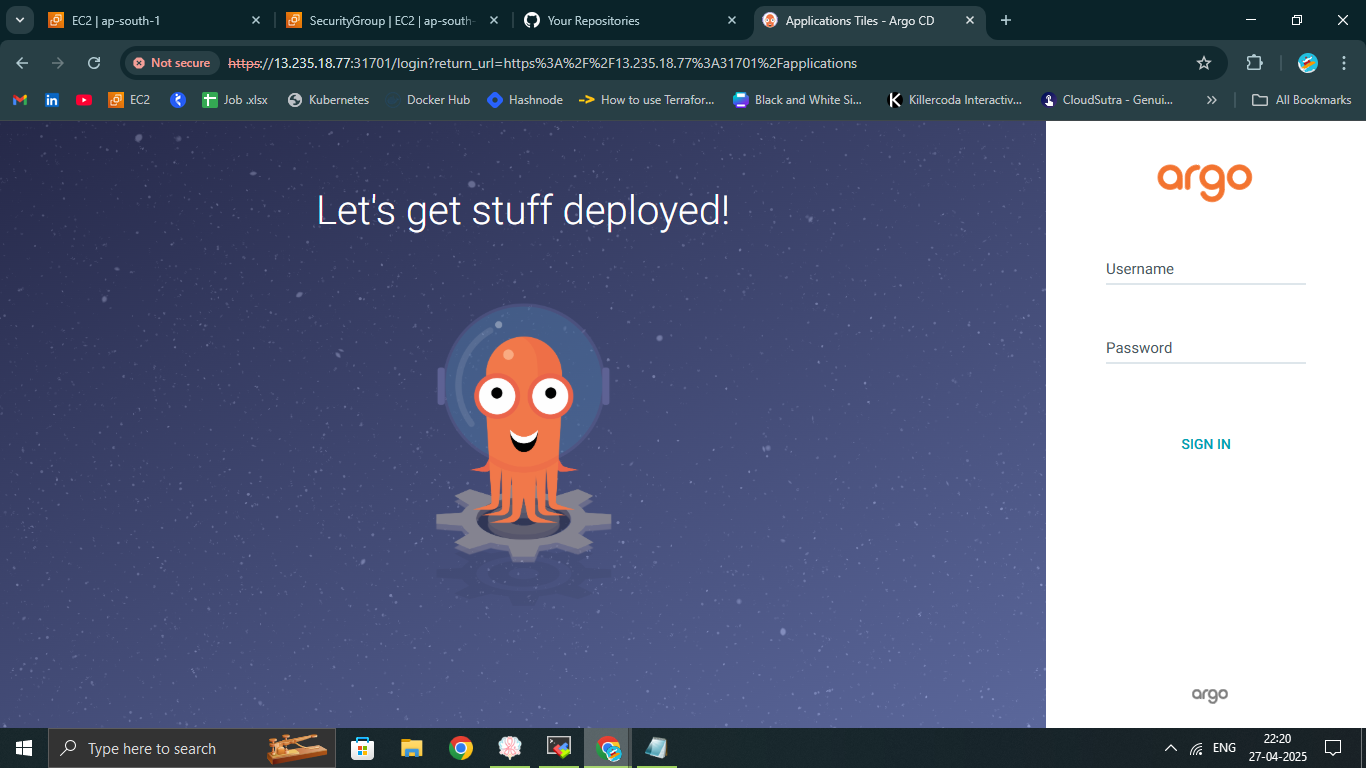 EC2 | ap-south-1
SecurityGroup | EC2 | ap-south-
Your Repositories
Applications Tiles - Argo CD
Not secure
https://13.235.18.77:31701/login?return_url=https%3A%2F%2F13.235.18.77%3A31701%2Fapplications
EC2
Job .xlsx
Kubernetes
Docker Hub
Hashnode
How to use Terrafor...
Black and White Si...
Killercoda Interactiv...
CloudSutra - Genui...
All Bookmarks
Let's get stuff deployed!
argo
Username
Password
SIGN IN
argo
Type here to search
ENG
22:20
27-04-2025